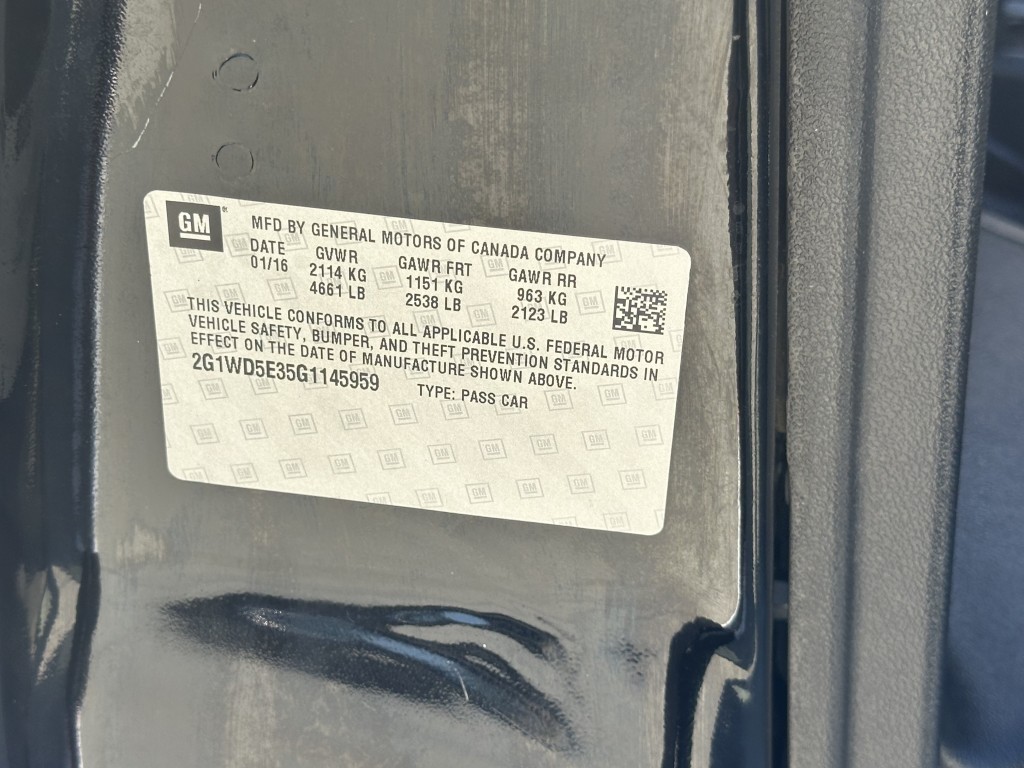 GM
MFD BY GENERAL MOTORS OF CANADA COMPANY
DATE GVWR GAWR FRT GAWR RR
01/16 2114 KG 1151 KG 963 KG
4661 LB 2538 LB 2123 LB
THIS VEHICLE CONFORMS TO ALL APPLICABLE U.S. FEDERAL MOTOR
VEHICLE SAFETY, BUMPER, AND THEFT PREVENTION STANDARDS IN
EFFECT ON THE DATE OF MANUFACTURE SHOWN ABOVE.
2G1WD5E35G1145959 TYPE: PASS CAR